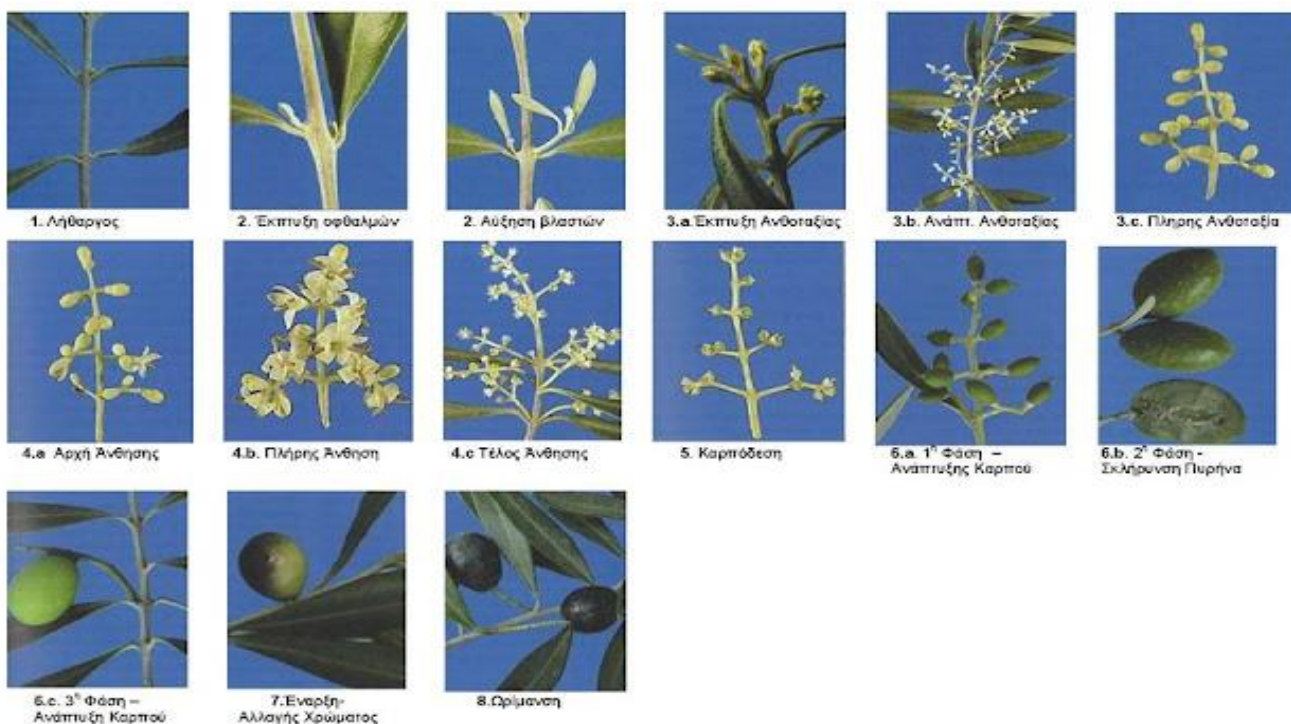 1. Λήθαργος
2. Έκπτυξη οφθαλμών
2. Αύξηση βλαστών
3.a Έκπτυξη Ανθοταξίας
3.b. Ανάπτ. Ανθοταξίας
3.c. Πληρης Ανθοταξία
4.a Αρχή Άνθησης
4.b. Πλήρης Άνθηση
4.c Τέλος Άνθησης
5. Καρπόδεση
6.a. 1η Φάση –
Ανάπτυξης Καρπού
6.b. 2η Φάση -
Σκλήρυνση Πυρήνα
6.c. 3η Φάση –
Ανάπτυξη Καρπού
7.Έναρξη-
Αλλαγής Χρώματος
8.Ωρίμανση